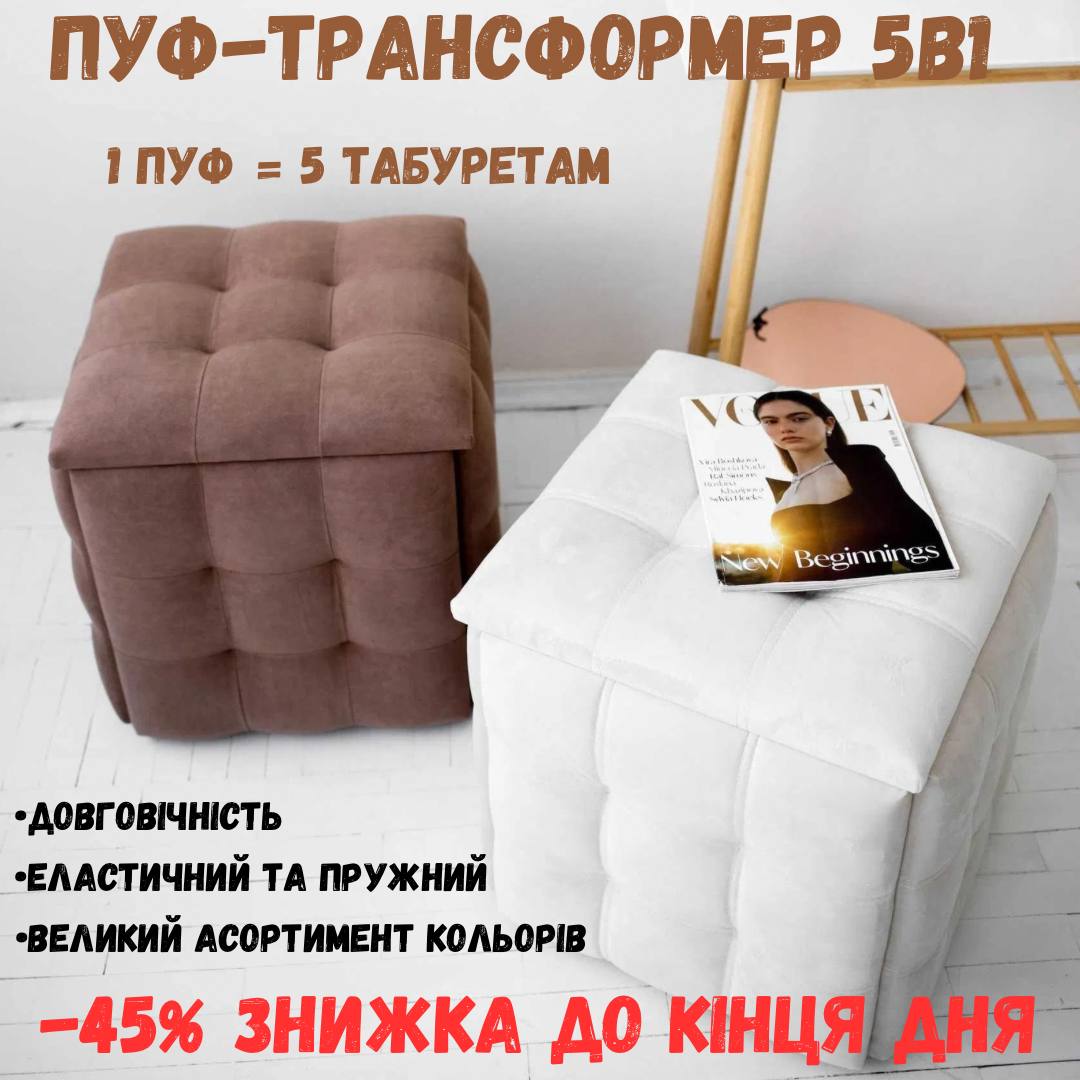 ПУФ-ТРАНСФОРМЕР 5В1
1 ПУФ = 5 ТАБУРЕТАМ
VOGUE
New Beginnings
•ДОВГОВІЧНІСТЬ
•ЕЛАСТИЧНИЙ ТА ПРУЖНИЙ
•ВЕЛИКИЙ АСОРТИМЕНТ КОЛЬОРІВ
-45% ЗНИЖКА ДО КІНЦЯ ДНЯ